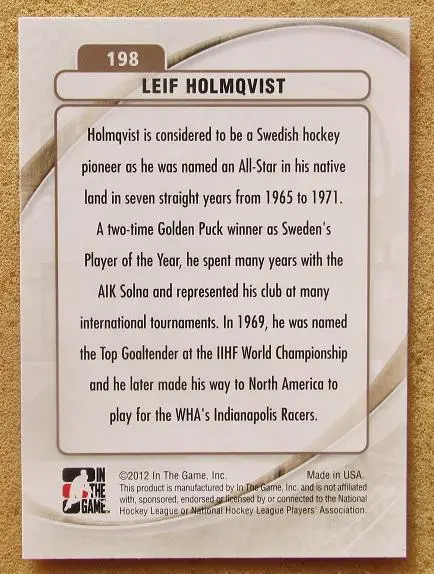 198
LEIF HOLMQVIST
Holmqvist is considered to be a Swedish hockey
pioneer as he was named an All-Star in his native
land in seven straight years from 1965 to 1971.
A two-time Golden Puck winner as Sweden's
Player of the Year, he spent many years with the
AIK Solna and represented his club at many
international tournaments. In 1969, he was named
the Top Goaltender at the IIHF World Championship
and he later made his way to North America to
play for the WHA's Indianapolis Racers.
IN
THE
GAME
©2012 In The Game, Inc. Made in USA.
This product is manufactured by In The Game, Inc. and is not affiliated
with, sponsored, endorsed or licensed by or connected to the National
Hockey League or National Hockey League Players' Association.